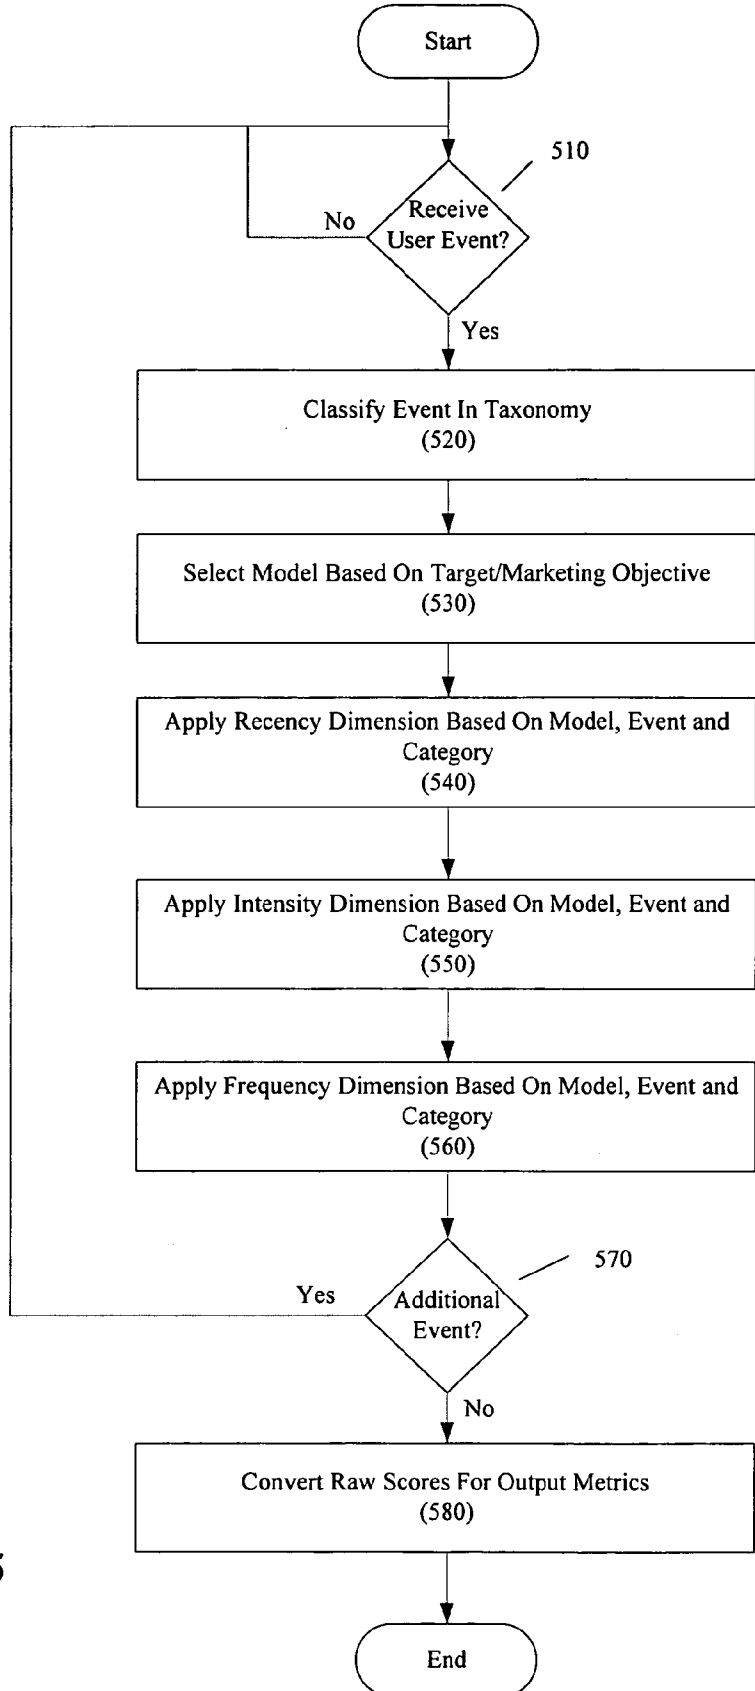 Start
510
Receive
User Event?
No
Yes
Classify Event In Taxonomy
(520)
Select Model Based On Target/Marketing Objective
(530)
Apply Recency Dimension Based On Model, Event and
Category
(540)
Apply Intensity Dimension Based On Model, Event and
Category
(550)
Apply Frequency Dimension Based On Model, Event and
Category
(560)
570
Yes
Additional
Event?
No
Convert Raw Scores For Output Metrics
(580)
End